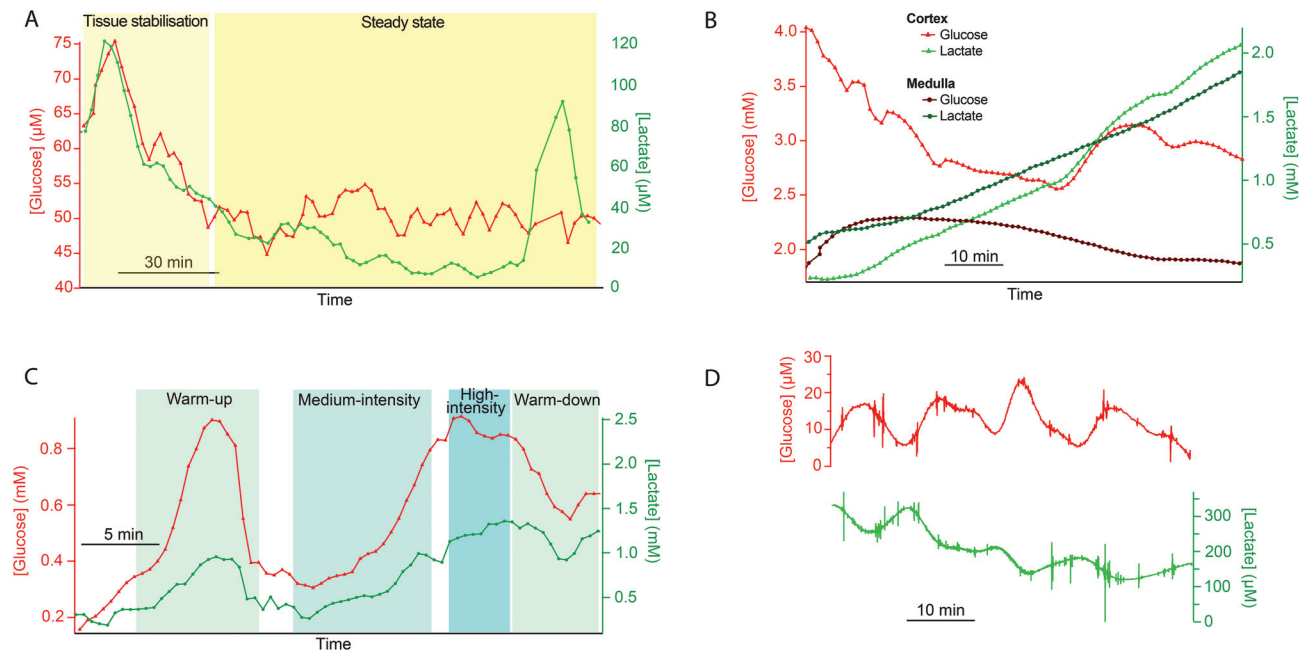 A
Tissue stabilisation
Steady state
75
70
65
60
55
50
45
40
[Glucose] (µM)
120
100
80
60
40
20
0
[Lactate] (µM)
30 min
Time
B
Cortex
Glucose
Lactate
Medulla
Glucose
Lactate
4.0
3.5
3.0
2.5
2.0
[Glucose] (mM)
2.0
1.5
1.0
0.5
[Lactate] (mM)
10 min
Time
C
Warm-up
Medium-intensity
High-
intensity
Warm-down
0.8
0.6
0.4
0.2
[Glucose] (mM)
2.5
2.0
1.5
1.0
0.5
[Lactate] (mM)
5 min
Time
D
30
20
10
0
[Glucose] (µM)
300
200
100
0
[Lactate] (µM)
10 min